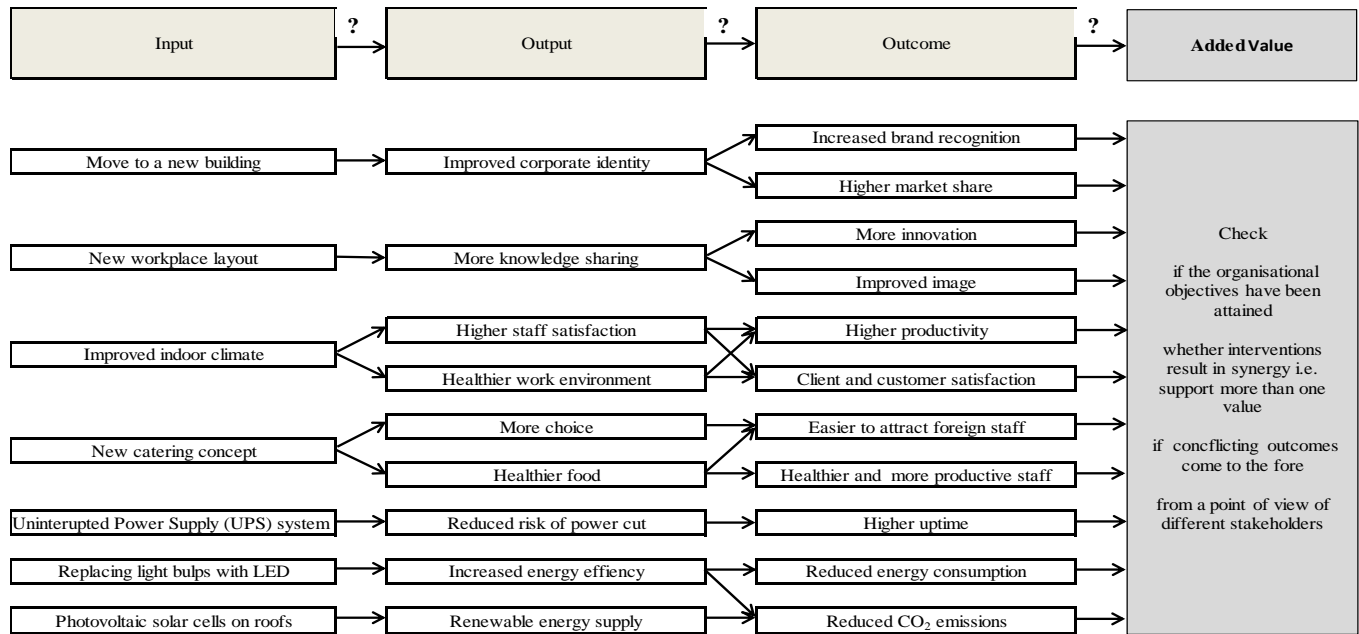 ? ? ?
Input Output Outcome Added Value
Increased brand recognition
Move to a new building Improved corporate identity
Higher market share
More innovation
New workplace layout More knowledge sharing
Improved image
Higher staff satisfaction Higher productivity
Improved indoor climate
Healthier work environment Client and customer satisfaction
More choice Easier to attract foreign staff
New catering concept
Healthier food Healthier and more productive staff
Uninterupted Power Supply (UPS) system Reduced risk of power cut Higher uptime
Replacing light bulps with LED Increased energy effiency Reduced energy consumption
Photovoltaic solar cells on roofs Renewable energy supply Reduced CO₂ emissions
Check
if the organisational
objectives have been
attained
whether interventions
result in synergy i.e.
support more than one
value
if concflicting outcomes
come to the fore
from a point of view of
different stakeholders